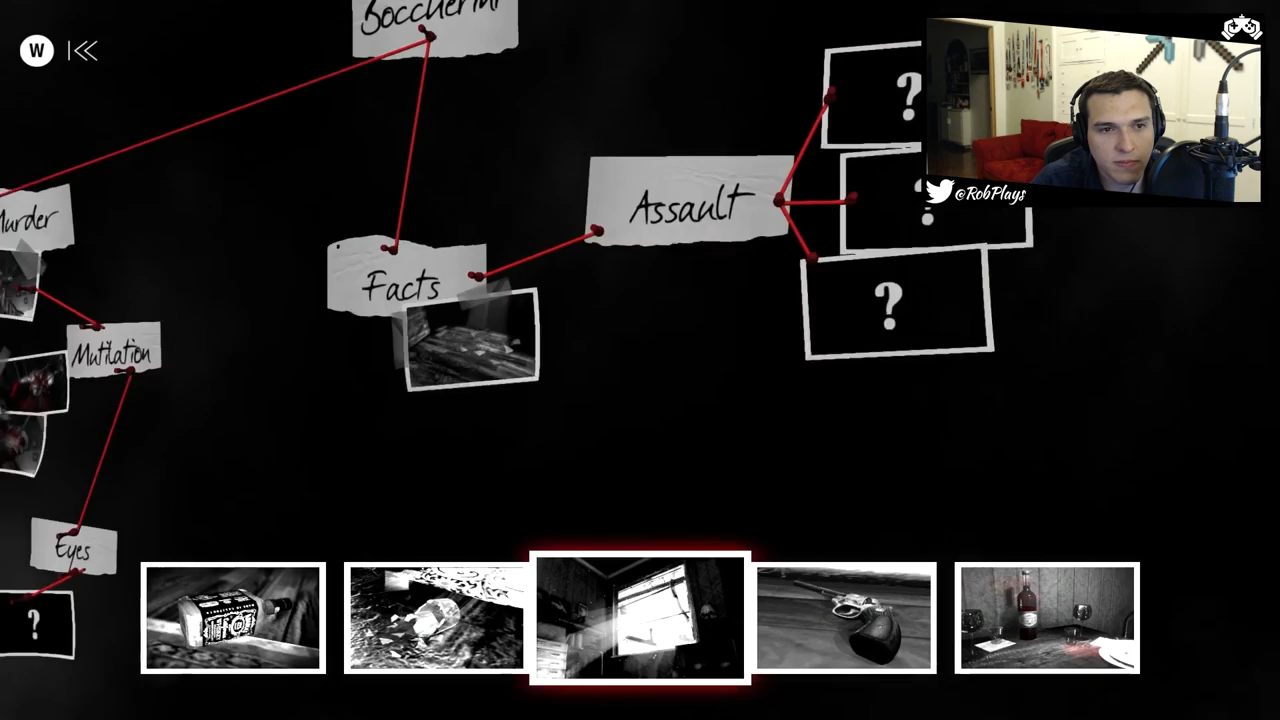 W
Boccherini
?
@RobPlays
?
Assault
Murder
Facts
?
Mutilation
Eyes
?